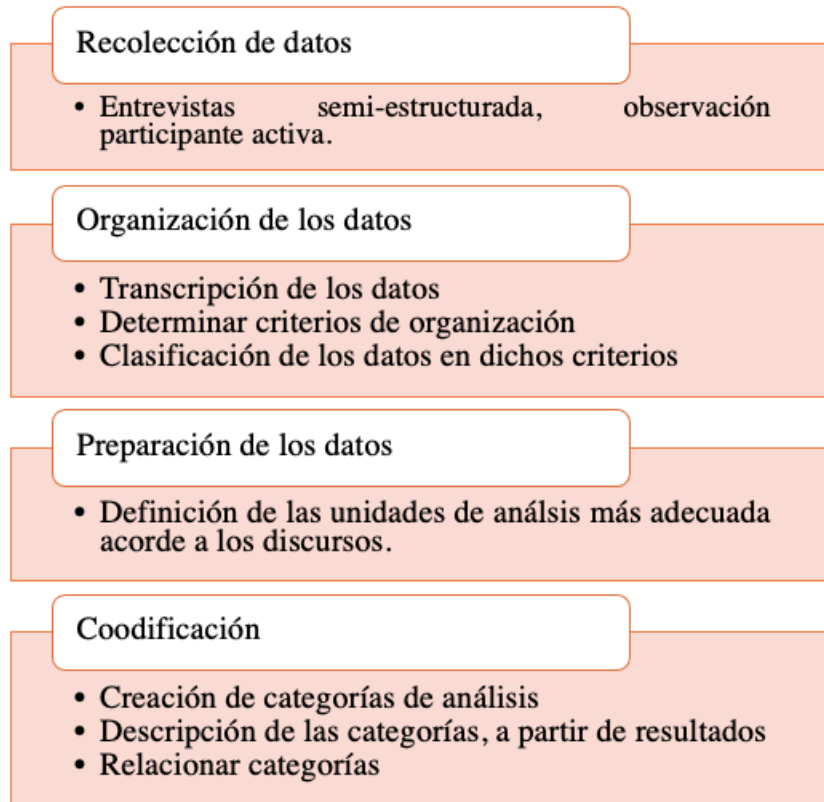 Recolección de datos
• Entrevistas semi-estructurada, observación
participante activa.
Organización de los datos
• Transcripción de los datos
• Determinar criterios de organización
• Clasificación de los datos en dichos criterios
Preparación de los datos
• Definición de las unidades de análsis más adecuada
acorde a los discursos.
Coodificación
• Creación de categorías de análisis
• Descripción de las categorías, a partir de resultados
• Relacionar categorías